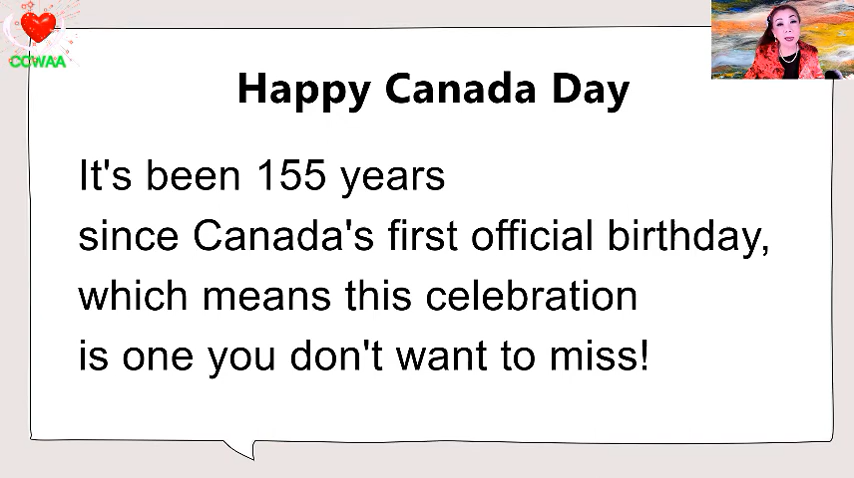 CCWAA
Happy Canada Day
It's been 155 years
since Canada's first official birthday,
which means this celebration
is one you don't want to miss!